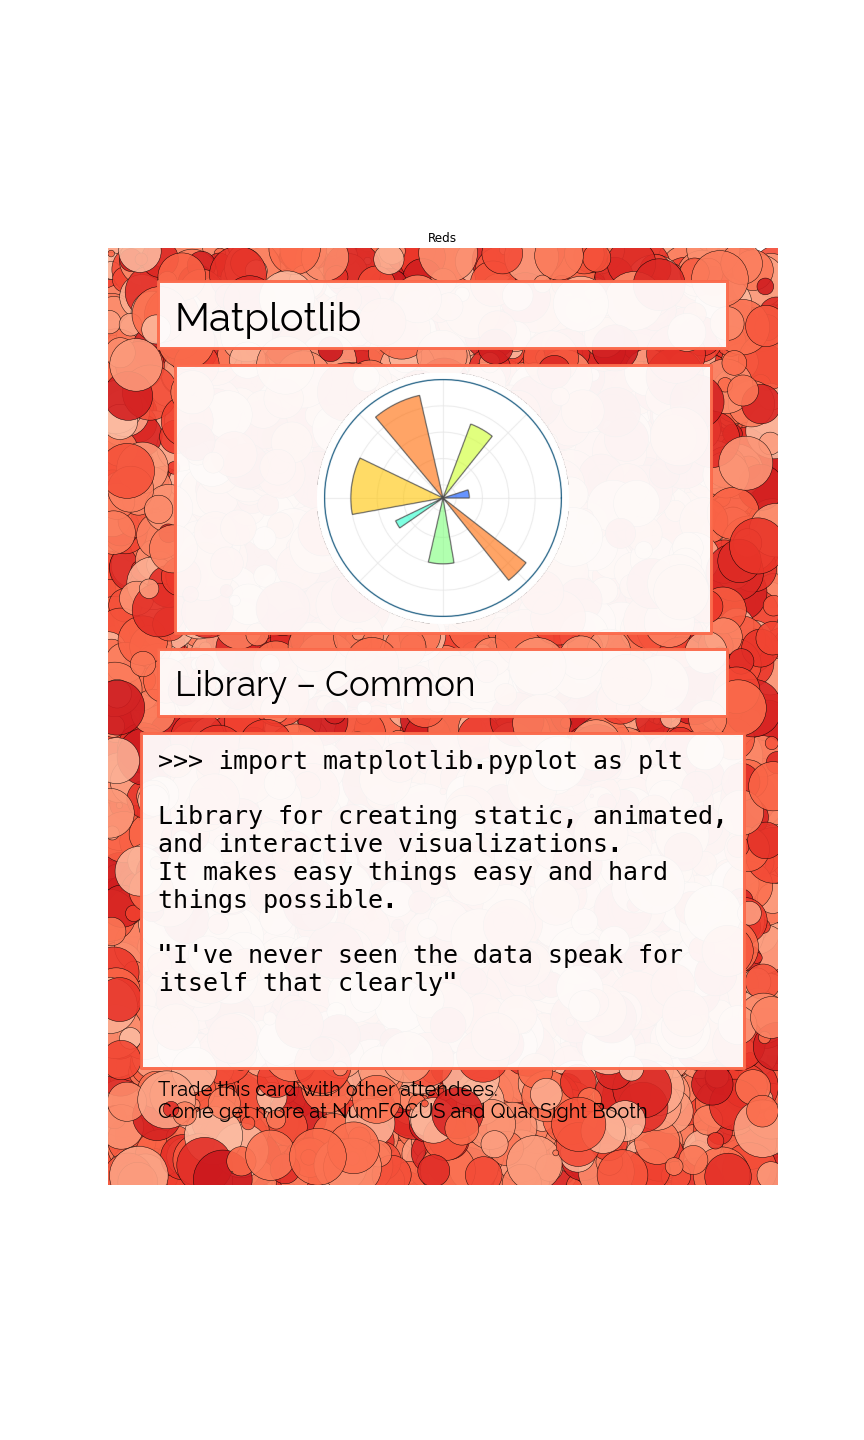 Reds
Matplotlib
Library – Common
>>> import matplotlib.pyplot as plt
Library for creating static, animated,
and interactive visualizations.
It makes easy things easy and hard
things possible.
"I've never seen the data speak for
itself that clearly"
Trade this card with other attendees.
Come get more at NumFOCUS and QuanSight Booth